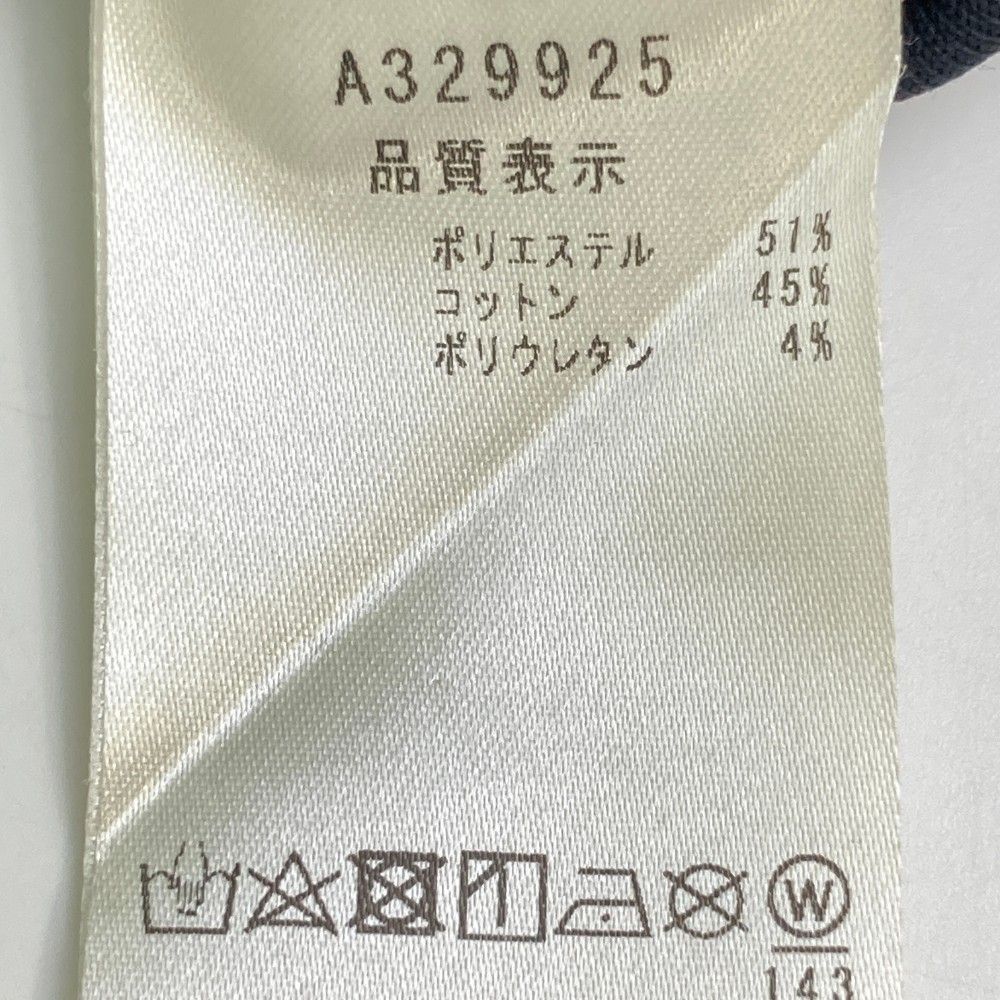 A329925
品質表示
ポリエステル 51%
コットン 45%
ポリウレタン 4%
W
143